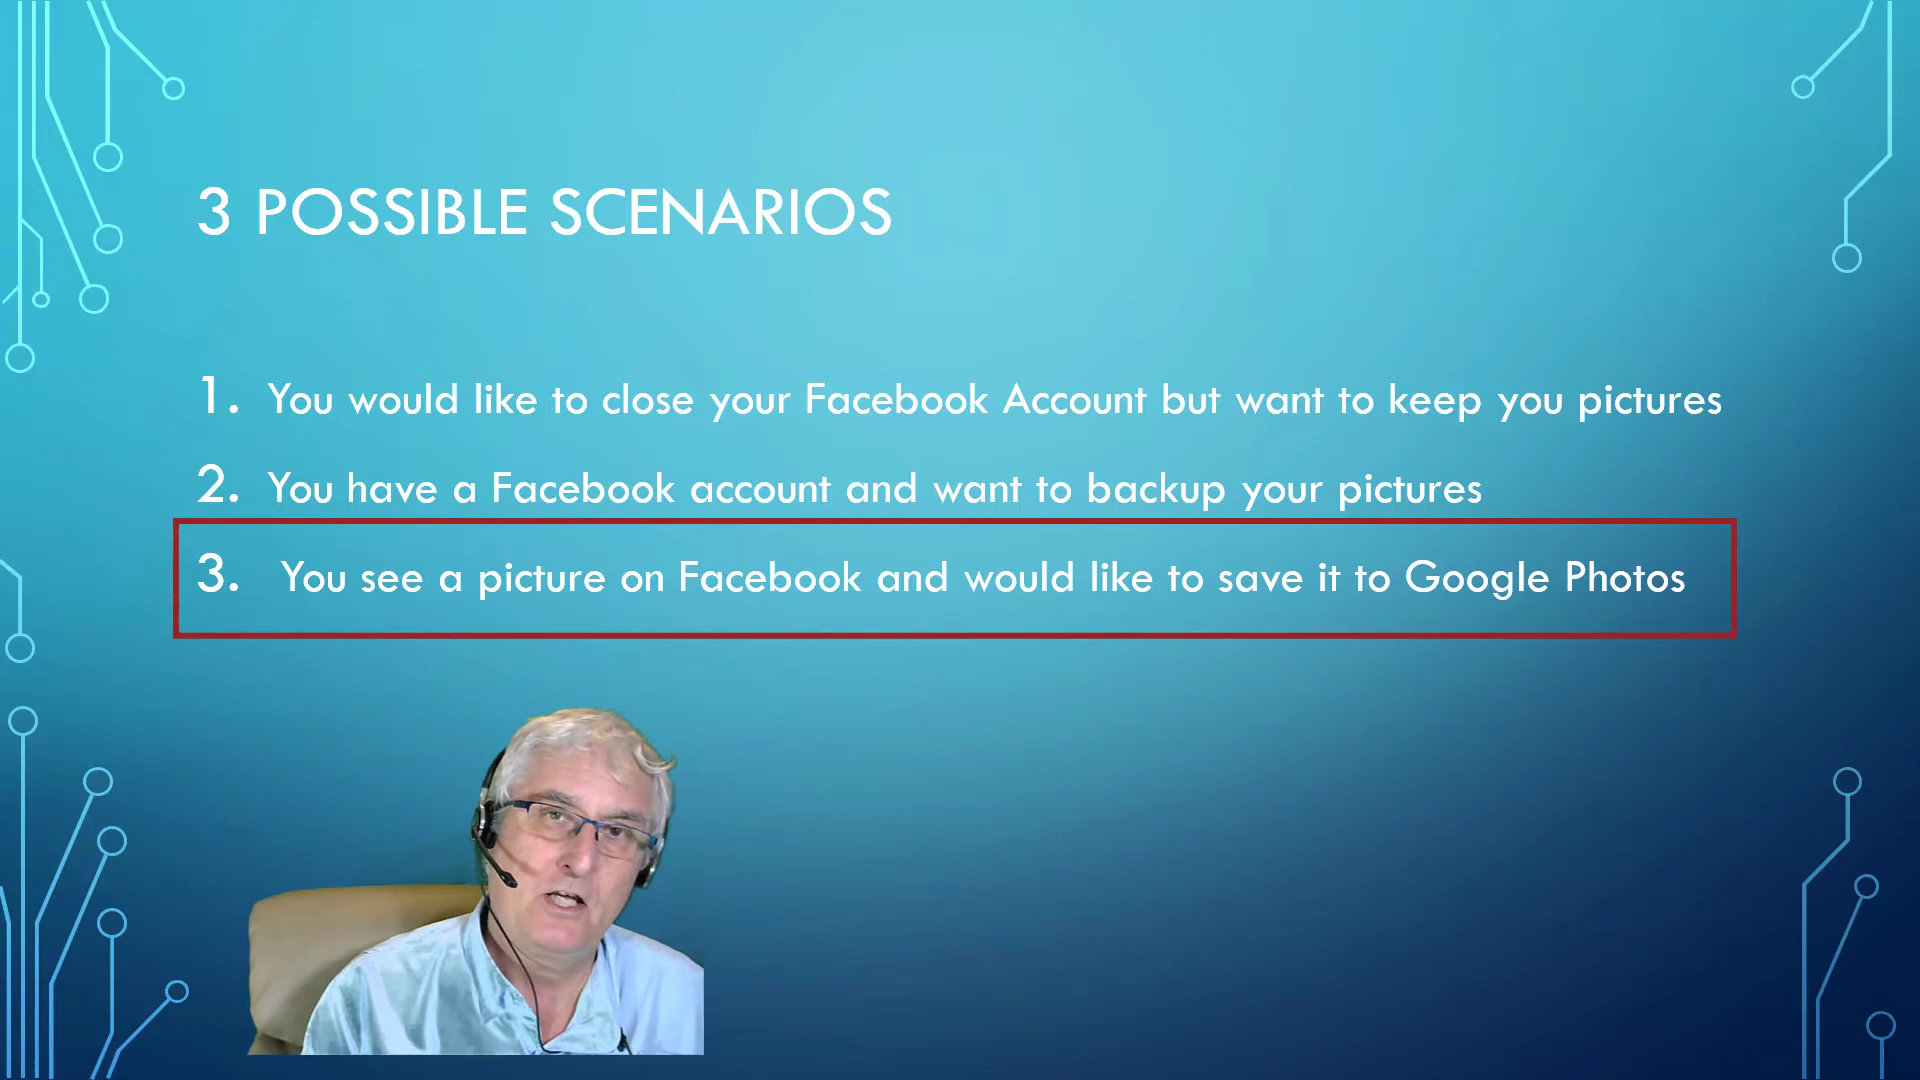 3 POSSIBLE SCENARIOS
1. You would like to close your Facebook Account but want to keep you pictures
2. You have a Facebook account and want to backup your pictures
3. You see a picture on Facebook and would like to save it to Google Photos